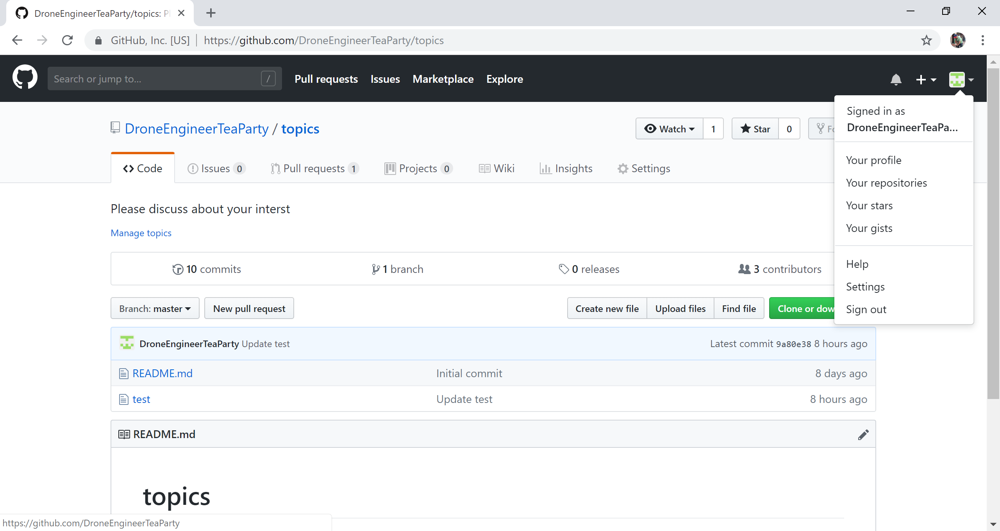 DroneEngineerTeaParty/topics: Pl
GitHub, Inc. [US] https://github.com/DroneEngineerTeaParty/topics
Search or jump to... / Pull requests Issues Marketplace Explore
Signed in as
DroneEngineerTeaPa...
Your profile
Your repositories
Your stars
Your gists
Help
Settings
Sign out
DroneEngineerTeaParty / topics
Watch 1 Star 0 Fo
Code Issues 0 Pull requests 1 Projects 0 Wiki Insights Settings
Please discuss about your interst
Manage topics
10 commits 1 branch 0 releases 3 contributors
Branch: master New pull request Create new file Upload files Find file Clone or dow
DroneEngineerTeaParty Update test Latest commit 9a80e38 8 hours ago
README.md Initial commit 8 days ago
test Update test 8 hours ago
README.md
topics
https://github.com/DroneEngineerTeaParty